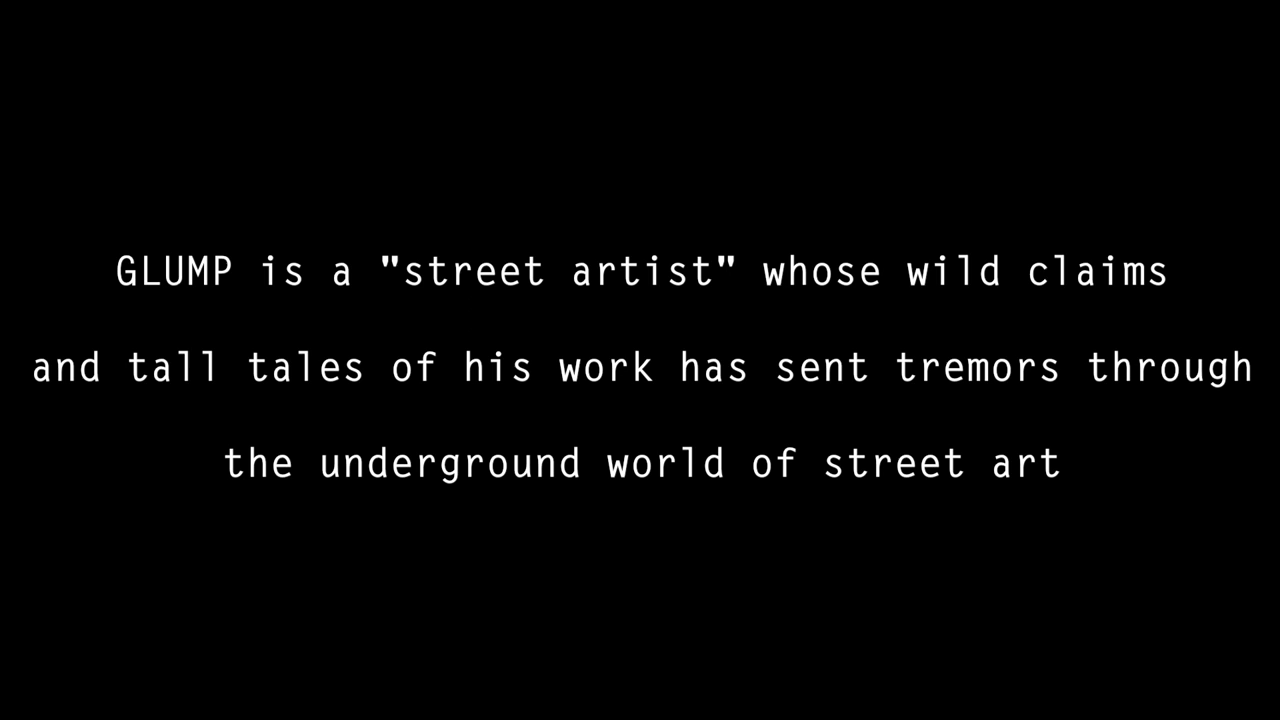 GLUMP is a "street artist" whose wild claims
and tall tales of his work has sent tremors through
the underground world of street art